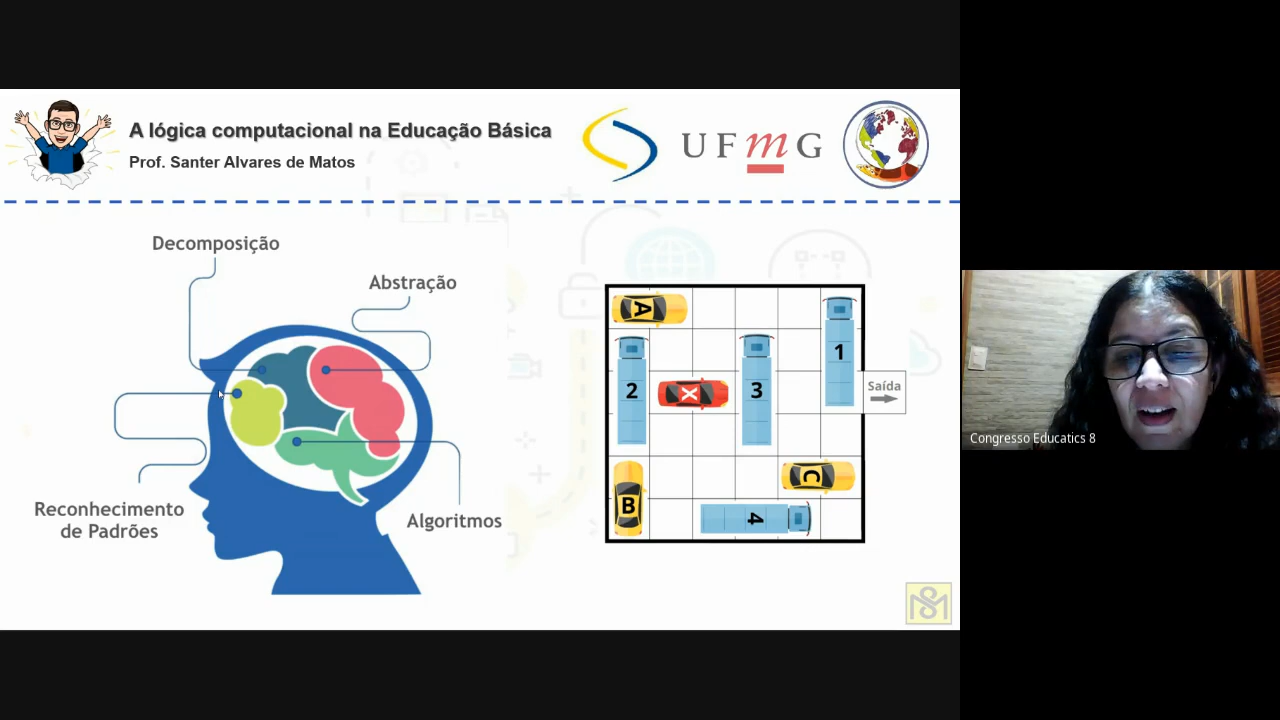 A lógica computacional na Educação Básica
Prof. Santer Alvares de Matos
UFmG
Decomposição
Abstração
Reconhecimento
de Padrões
Algoritmos
A
1
2
X
3
Saída
C
B
4
Congresso Educatics 8